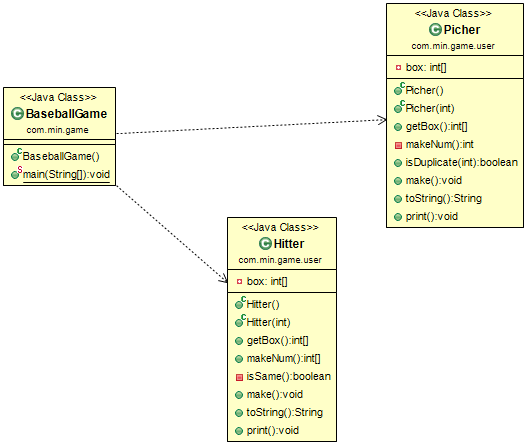 <<Java Class>>
BaseballGame
com.min.game
BaseballGame()
main(String[]):void
<<Java Class>>
Picher
com.min.game.user
box: int[]
Picher()
Picher(int)
getBox():int[]
makeNum():int
isDuplicate(int):boolean
make():void
toString():String
print():void
<<Java Class>>
Hitter
com.min.game.user
box: int[]
Hitter()
Hitter(int)
getBox():int[]
makeNum():int[]
isSame():boolean
make():void
toString():String
print():void